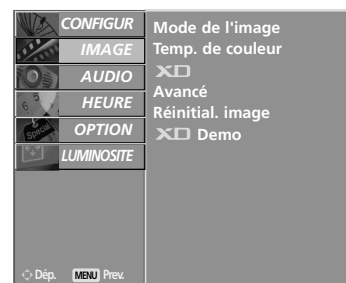 CONFIGUR
IMAGE
AUDIO
HEURE
OPTION
LUMINOSITE
Dép. MENU Prev.
Mode de l'image
Temp. de couleur
XD
Avancé
Réinitial. image
XD Demo